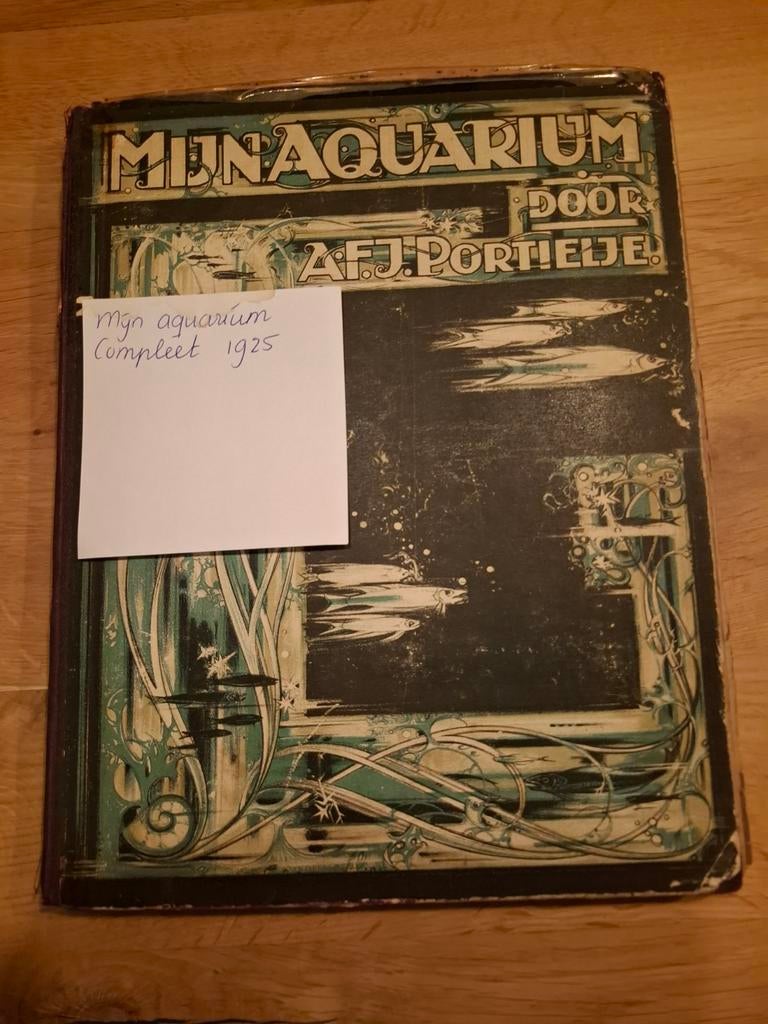 MIJN AQUARIUM
DOOR
A.F.J. PORTIELJE.
Mijn aquarium
Compleet 1925